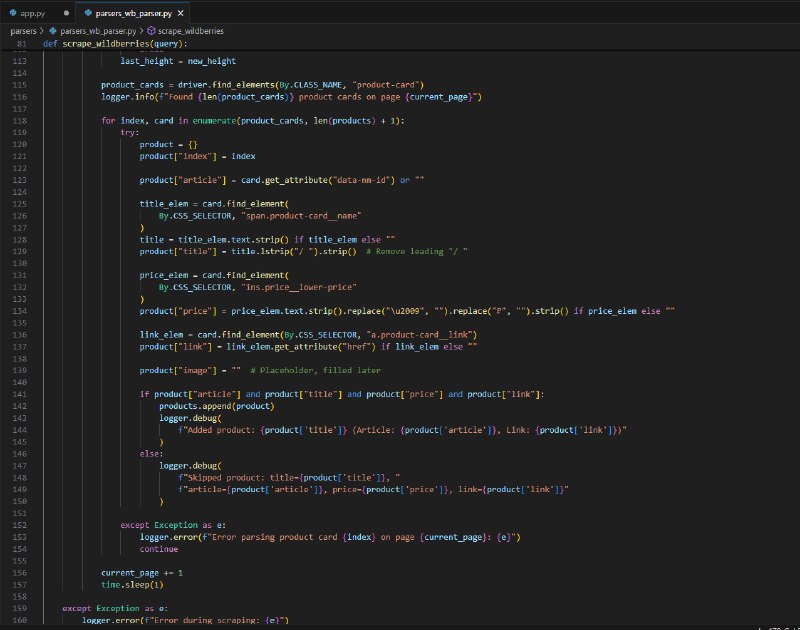 app.py ● parsers_wb_parser.py ×
parsers > parsers_wb_parser.py > scrape_wildberries
81 def scrape_wildberries(query):
113 last_height = new_height
114
115 product_cards = driver.find_elements(By.CLASS_NAME, "product-card")
116 logger.info(f"Found {len(product_cards)} product cards on page {current_page}")
117
118 for index, card in enumerate(product_cards, len(products) + 1):
119 try:
120 product = {}
121 product["index"] = index
122
123 product["article"] = card.get_attribute("data-nm-id") or ""
124
125 title_elem = card.find_element(
126 By.CSS_SELECTOR, "span.product-card__name"
127 )
128 title = title_elem.text.strip() if title_elem else ""
129 product["title"] = title.lstrip("/ ").strip()  # Remove leading "/ "
130
131 price_elem = card.find_element(
132 By.CSS_SELECTOR, "ins.price__lower-price"
133 )
134 product["price"] = price_elem.text.strip().replace("\u2009", "").replace("₽", "").strip() if price_elem else ""
135
136 link_elem = card.find_element(By.CSS_SELECTOR, "a.product-card__link")
137 product["link"] = link_elem.get_attribute("href") if link_elem else ""
138
139 product["image"] = ""  # Placeholder, filled later
140
141 if product["article"] and product["title"] and product["price"] and product["link"]:
142 products.append(product)
143 logger.debug(
144 f"Added product: {product['title']} (Article: {product['article']}, Link: {product['link']})"
145 )
146 else:
147 logger.debug(
148 f"Skipped product: title={product['title']}, "
149 f"article={product['article']}, price={product['price']}, link={product['link']}"
150 )
151
152 except Exception as e:
153 logger.error(f"Error parsing product card {index} on page {current_page}: {e}")
154 continue
155
156 current_page += 1
157 time.sleep(1)
158
159 except Exception as e:
160 logger.error(f"Error during scraping: {e}")